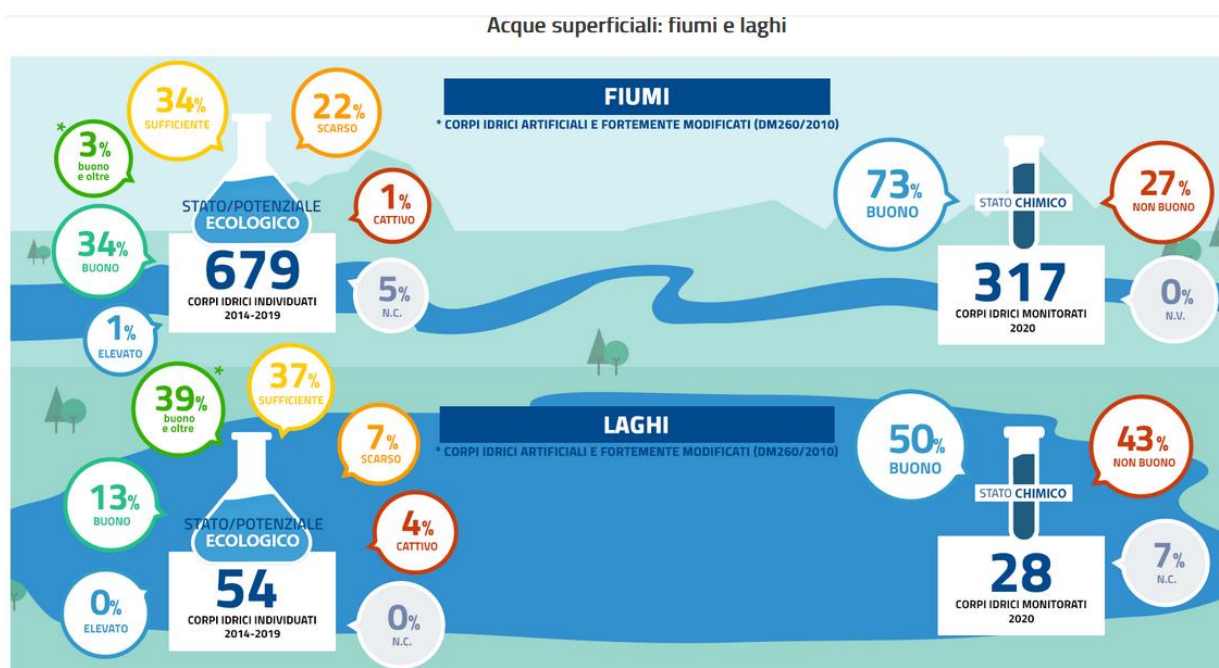 Acque superficiali: fiumi e laghi
FIUMI
* CORPI IDRICI ARTIFICIALI E FORTEMENTE MODIFICATI (DM260/2010)
34%
SUFFICIENTE
22%
SCARSO
*
3%
buono
e oltre
1%
CATTIVO
34%
BUONO
5%
N.C.
1%
ELEVATO
STATO/POTENZIALE
ECOLOGICO
679
CORPI IDRICI INDIVIDUATI
2014-2019
73%
BUONO
STATO CHIMICO
27%
NON BUONO
317
CORPI IDRICI MONITORATI
2020
0%
N.V.
LAGHI
* CORPI IDRICI ARTIFICIALI E FORTEMENTE MODIFICATI (DM260/2010)
*
39%
buono
e oltre
37%
SUFFICIENTE
7%
SCARSO
13%
BUONO
4%
CATTIVO
0%
ELEVATO
0%
N.C.
STATO/POTENZIALE
ECOLOGICO
54
CORPI IDRICI INDIVIDUATI
2014-2019
50%
BUONO
STATO CHIMICO
43%
NON BUONO
28
CORPI IDRICI MONITORATI
2020
7%
N.C.